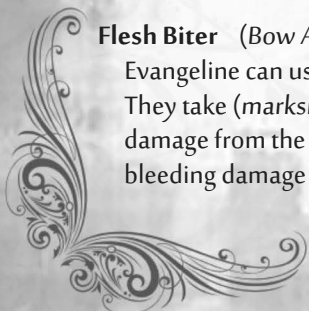 Flesh Biter (Bow A
Evangeline can us
They take (marks
damage from the
bleeding damage